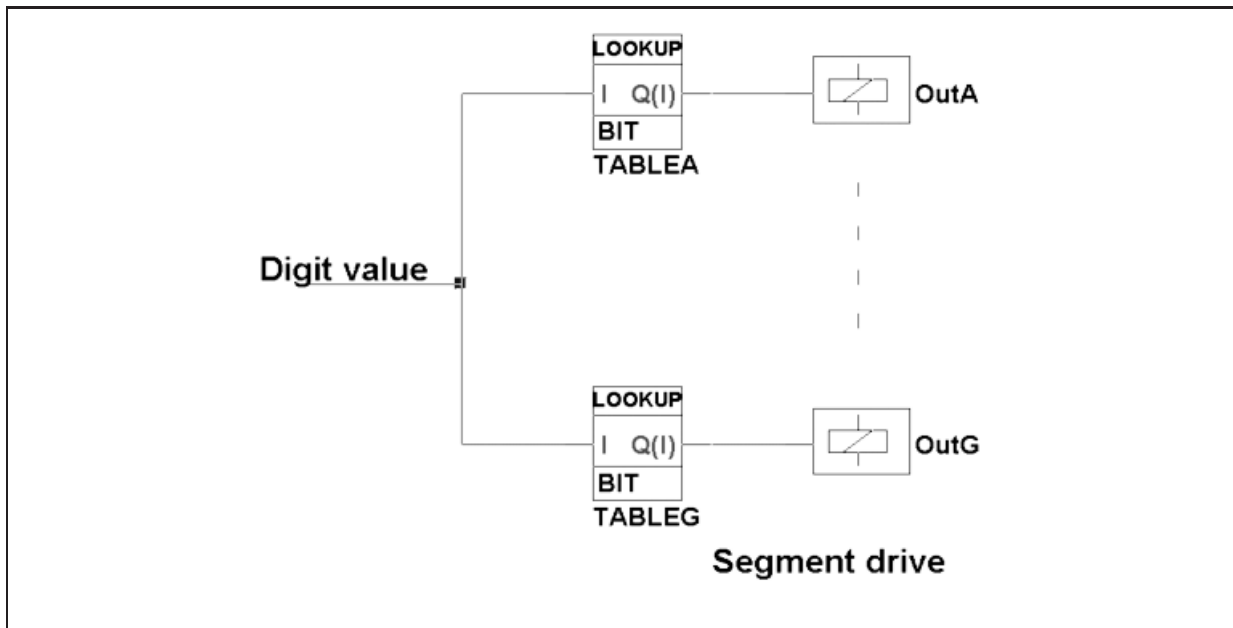 LOOKUP
I Q(I) OutA
BIT
TABLEA
Digit value
LOOKUP
I Q(I) OutG
BIT
TABLEG
Segment drive